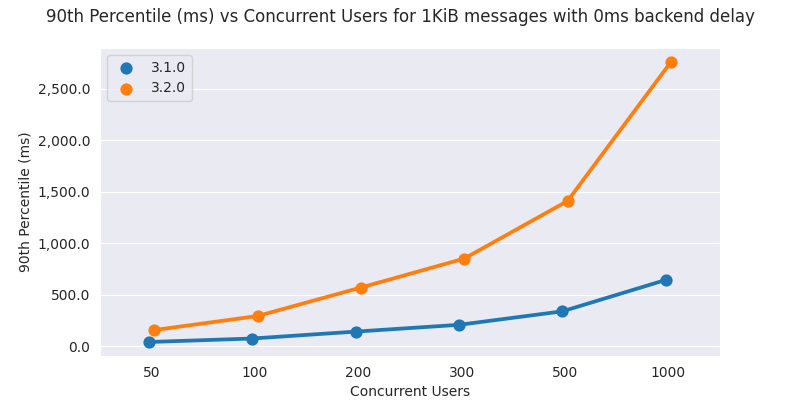 90th Percentile (ms) vs Concurrent Users for 1KiB messages with 0ms backend delay
3.1.0
3.2.0
2,500.0
2,000.0
1,500.0
1,000.0
500.0
0.0
90th Percentile (ms)
50 100 200 300 500 1000
Concurrent Users